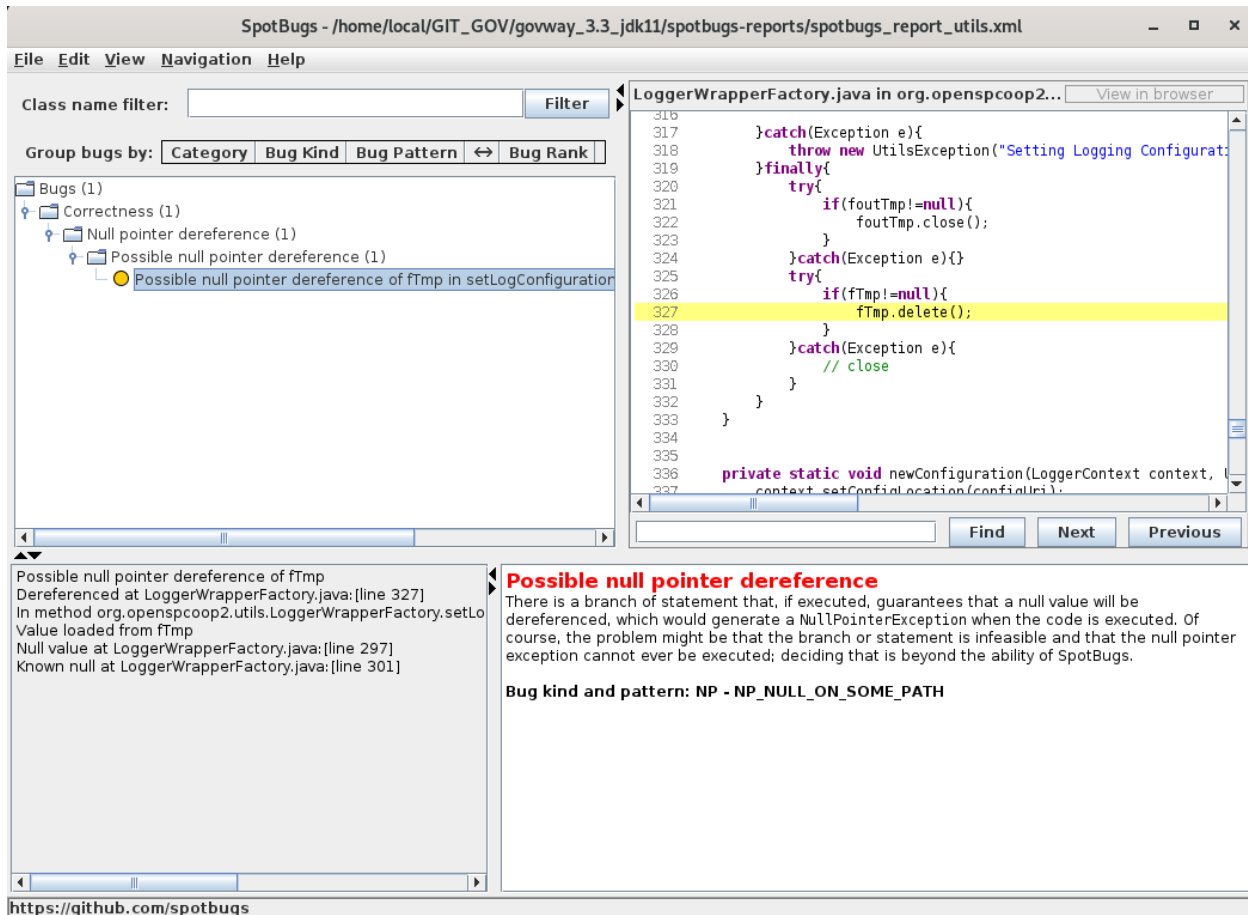 SpotBugs - /home/local/GIT_GOV/govway_3.3_jdk11/spotbugs-reports/spotbugs_report_utils.xml
File Edit View Navigation Help
Class name filter: Filter
Group bugs by: Category Bug Kind Bug Pattern ↔ Bug Rank
Bugs (1)
Correctness (1)
Null pointer dereference (1)
Possible null pointer dereference (1)
Possible null pointer dereference of fTmp in setLogConfiguration
LoggerWrapperFactory.java in org.openspcoop2... View in browser
316
317 }catch(Exception e){
318 throw new UtilsException("Setting Logging Configurati
319 }finally{
320 try{
321 if(foutTmp!=null){
322 foutTmp.close();
323 }
324 }catch(Exception e){}
325 try{
326 if(fTmp!=null){
327 fTmp.delete();
328 }
329 }catch(Exception e){
330 // close
331 }
332 }
333 }
334
335
336 private static void newConfiguration(LoggerContext context, U
337 context.setConfigLocation(configUri);
Find Next Previous
Possible null pointer dereference of fTmp
Dereferenced at LoggerWrapperFactory.java:[line 327]
In method org.openspcoop2.utils.LoggerWrapperFactory.setLo
Value loaded from fTmp
Null value at LoggerWrapperFactory.java:[line 297]
Known null at LoggerWrapperFactory.java:[line 301]
Possible null pointer dereference
There is a branch of statement that, if executed, guarantees that a null value will be
dereferenced, which would generate a NullPointerException when the code is executed. Of
course, the problem might be that the branch or statement is infeasible and that the null pointer
exception cannot ever be executed; deciding that is beyond the ability of SpotBugs.
Bug kind and pattern: NP - NP_NULL_ON_SOME_PATH
https://github.com/spotbugs